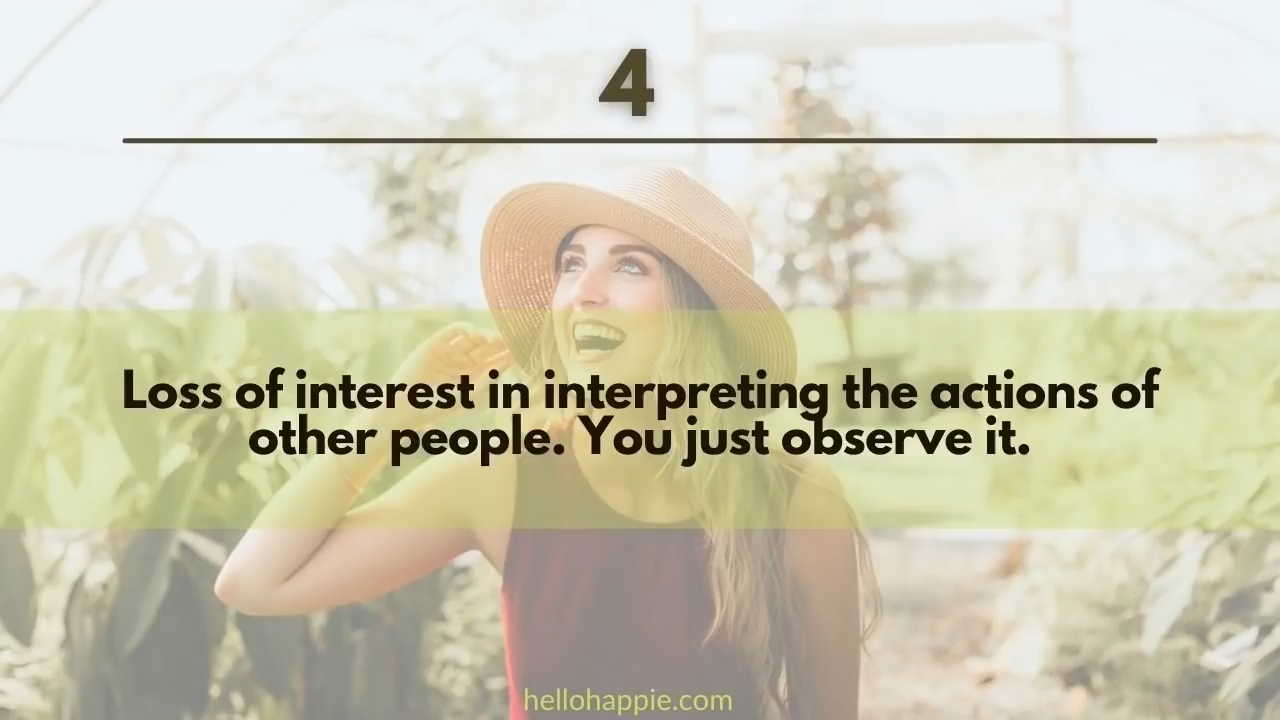 4
Loss of interest in interpreting the actions of
other people. You just observe it.
hellohappie.com